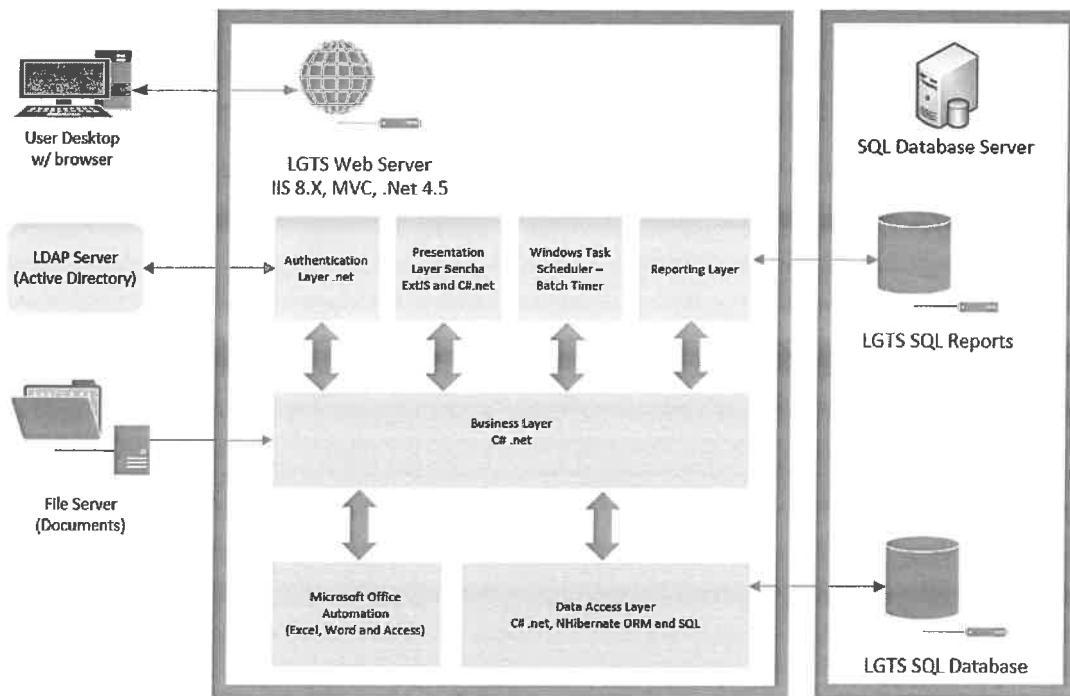 User Desktop
w/ browser
LGTS Web Server
IIS 8.X, MVC, .Net 4.5
SQL Database Server
LDAP Server
(Active Directory)
Authentication
Layer .net
Presentation
Layer Sencha
ExtJS and C#.net
Windows Task
Scheduler –
Batch Timer
Reporting Layer
LGTS SQL Reports
Business Layer
C# .net
File Server
(Documents)
Microsoft Office
Automation
(Excel, Word and Access)
Data Access Layer
C# .net, NHibernate ORM and SQL
LGTS SQL Database